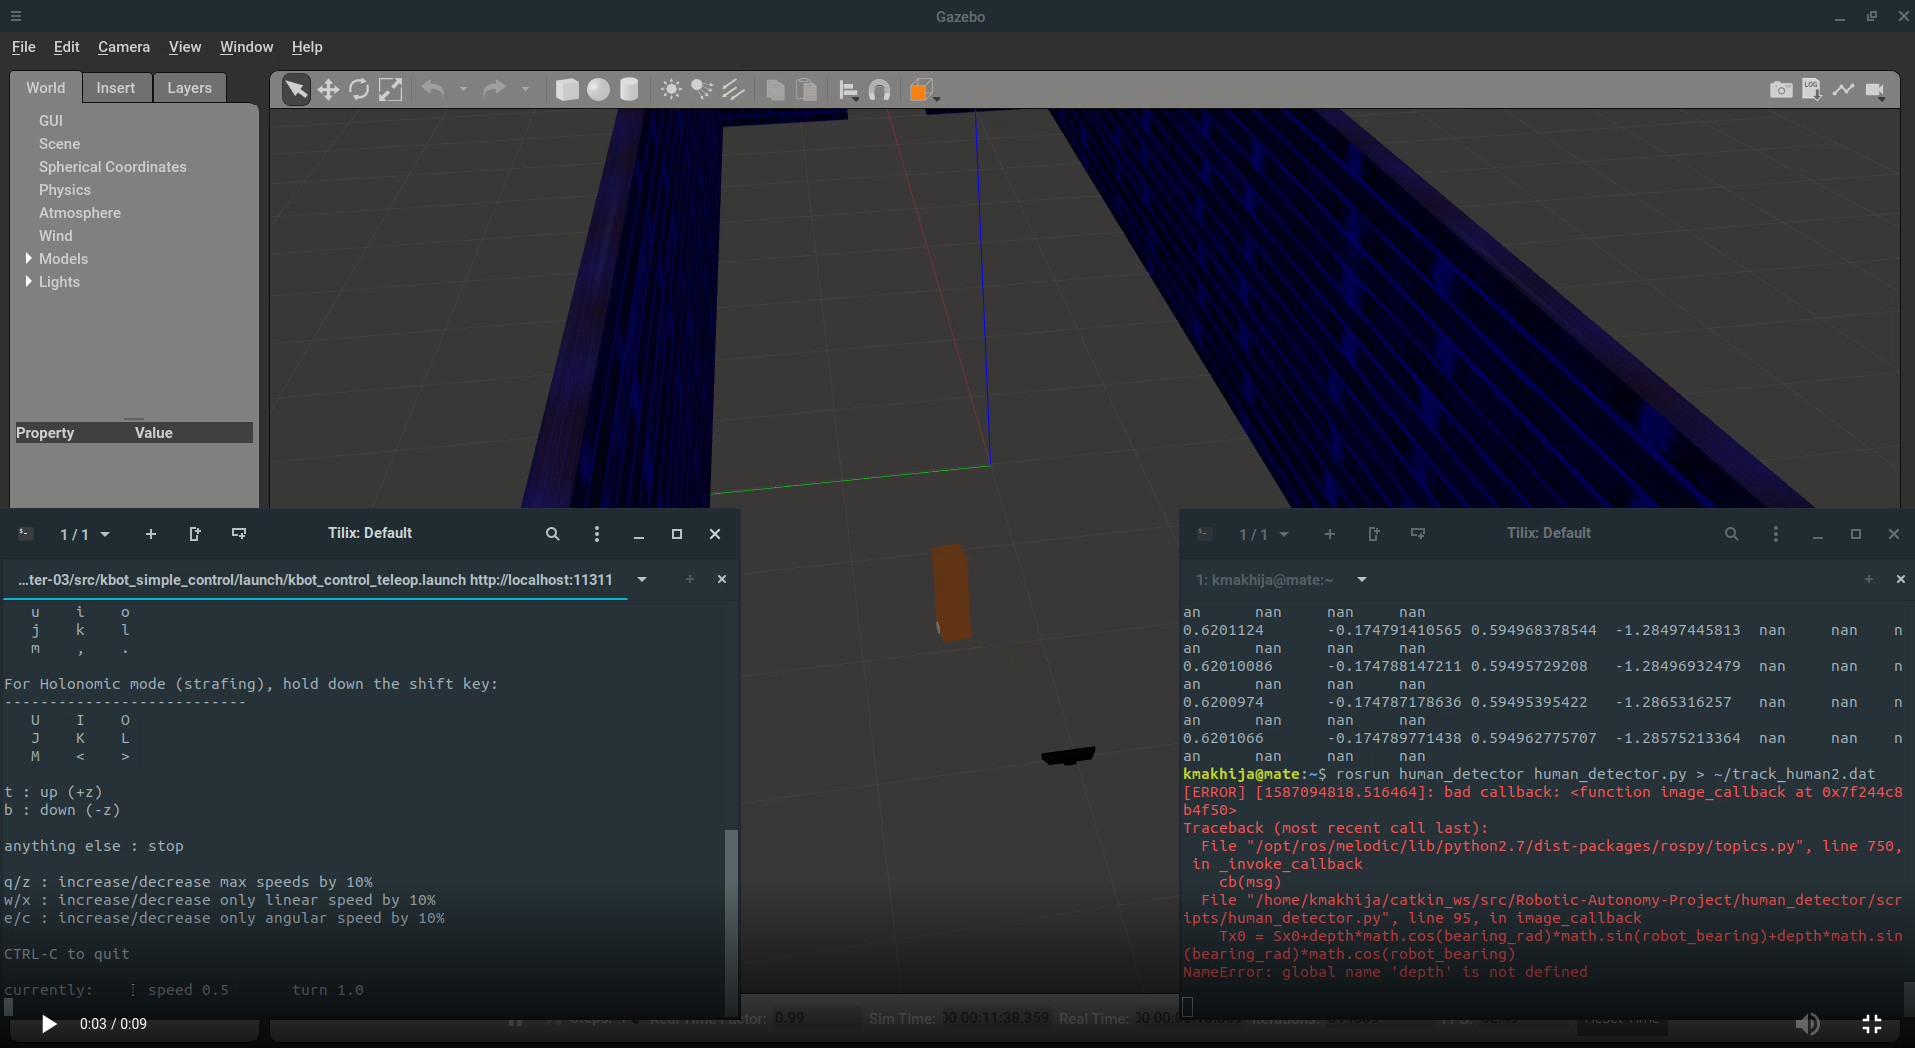 Gazebo
File Edit Camera View Window Help
World Insert Layers
LOG
GUI
Scene
Spherical Coordinates
Physics
Atmosphere
Wind
Models
Lights
Property Value
1 / 1 Tilix: Default
...ter-03/src/kbot_simple_control/launch/kbot_control_teleop.launch http://localhost:11311
u i o
j k l
m , .
For Holonomic mode (strafing), hold down the shift key:
---------------------------
U I O
J K L
M < >
t : up (+z)
b : down (-z)
anything else : stop
q/z : increase/decrease max speeds by 10%
w/x : increase/decrease only linear speed by 10%
e/c : increase/decrease only angular speed by 10%
CTRL-C to quit
currently: speed 0.5 turn 1.0
1 / 1 Tilix: Default
1: kmakhija@mate:~
an nan nan nan
0.6201124 -0.174791410565 0.594968378544 -1.28497445813 nan nan n
an nan nan nan
0.62010086 -0.174788147211 0.59495729208 -1.28496932479 nan nan n
an nan nan nan
0.6200974 -0.174787178636 0.59495395422 -1.2865316257 nan nan n
an nan nan nan
0.6201066 -0.174789771438 0.594962775707 -1.28575213364 nan nan n
an nan nan nan
kmakhija@mate:~$ rosrun human_detector human_detector.py > ~/track_human2.dat
[ERROR] [1587094818.516464]: bad callback: <function image_callback at 0x7f244c8
b4f50>
Traceback (most recent call last):
File "/opt/ros/melodic/lib/python2.7/dist-packages/rospy/topics.py", line 750,
in _invoke_callback
cb(msg)
File "/home/kmakhija/catkin_ws/src/Robotic-Autonomy-Project/human_detector/scr
ipts/human_detector.py", line 95, in image_callback
Tx0 = Sx0+depth*math.cos(bearing_rad)*math.sin(robot_bearing)+depth*math.sin
(bearing_rad)*math.cos(robot_bearing)
NameError: global name 'depth' is not defined
0:03 / 0:09
Real Time Factor: 0.99 Sim Time: 00 00:11:38.359 Real Time: